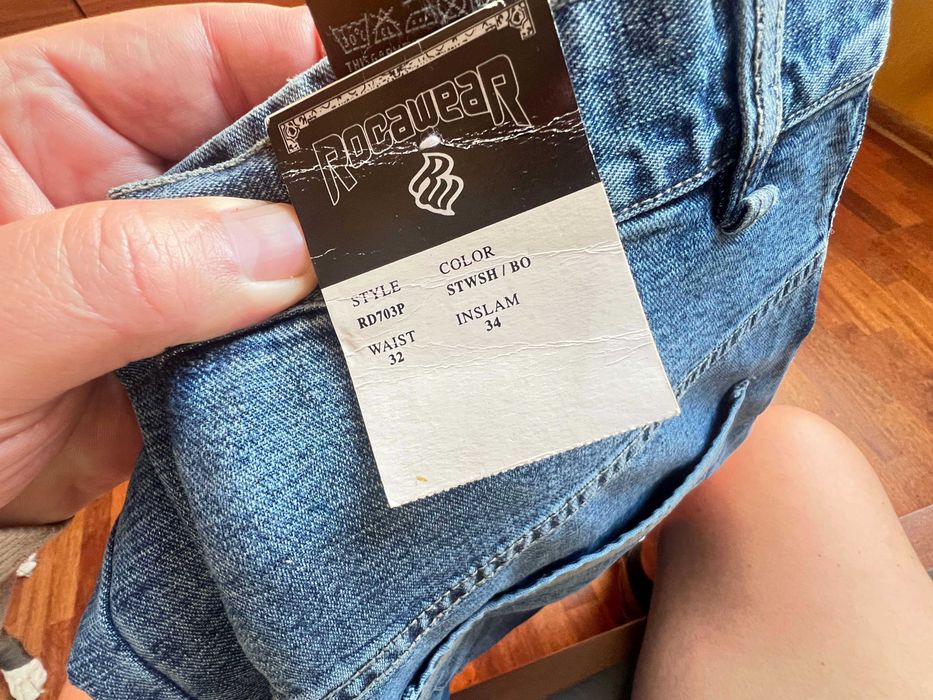 RocaweaR
STYLE
RD703P
COLOR
STWSH / BO
WAIST
32
INSLAM
34